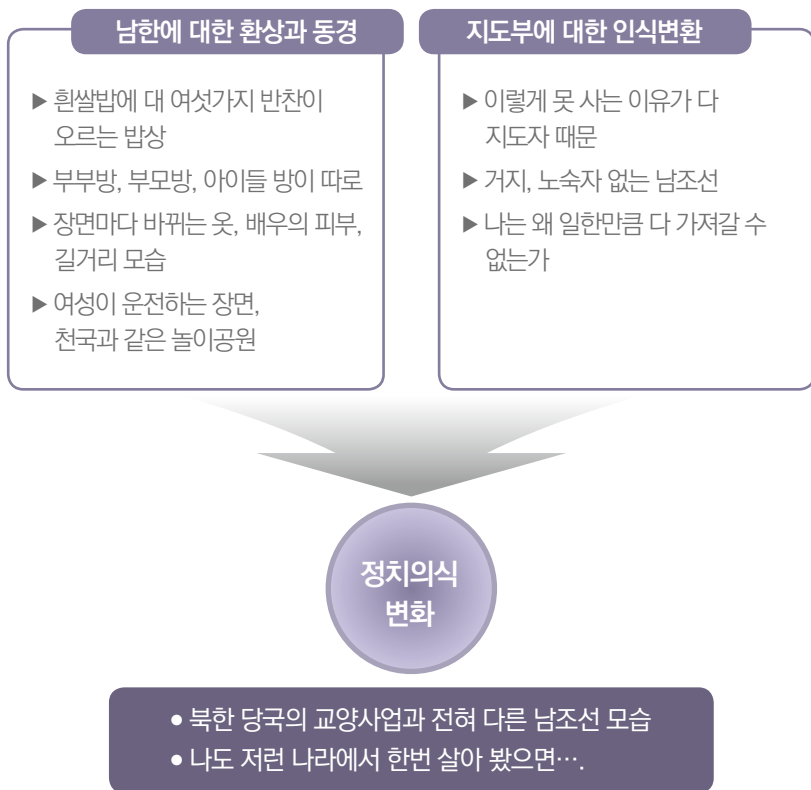 남한에 대한 환상과 동경
▶ 흰쌀밥에 대 여섯가지 반찬이
오르는 밥상
▶ 부부방, 부모방, 아이들 방이 따로
▶ 장면마다 바뀌는 옷, 배우의 피부,
길거리 모습
▶ 여성이 운전하는 장면,
천국과 같은 놀이공원
지도부에 대한 인식변환
▶ 이렇게 못 사는 이유가 다
지도자 때문
▶ 거지, 노숙자 없는 남조선
▶ 나는 왜 일한만큼 다 가져갈 수
없는가
정치의식
변화
● 북한 당국의 교양사업과 전혀 다른 남조선 모습
● 나도 저런 나라에서 한번 살아 봤으면….